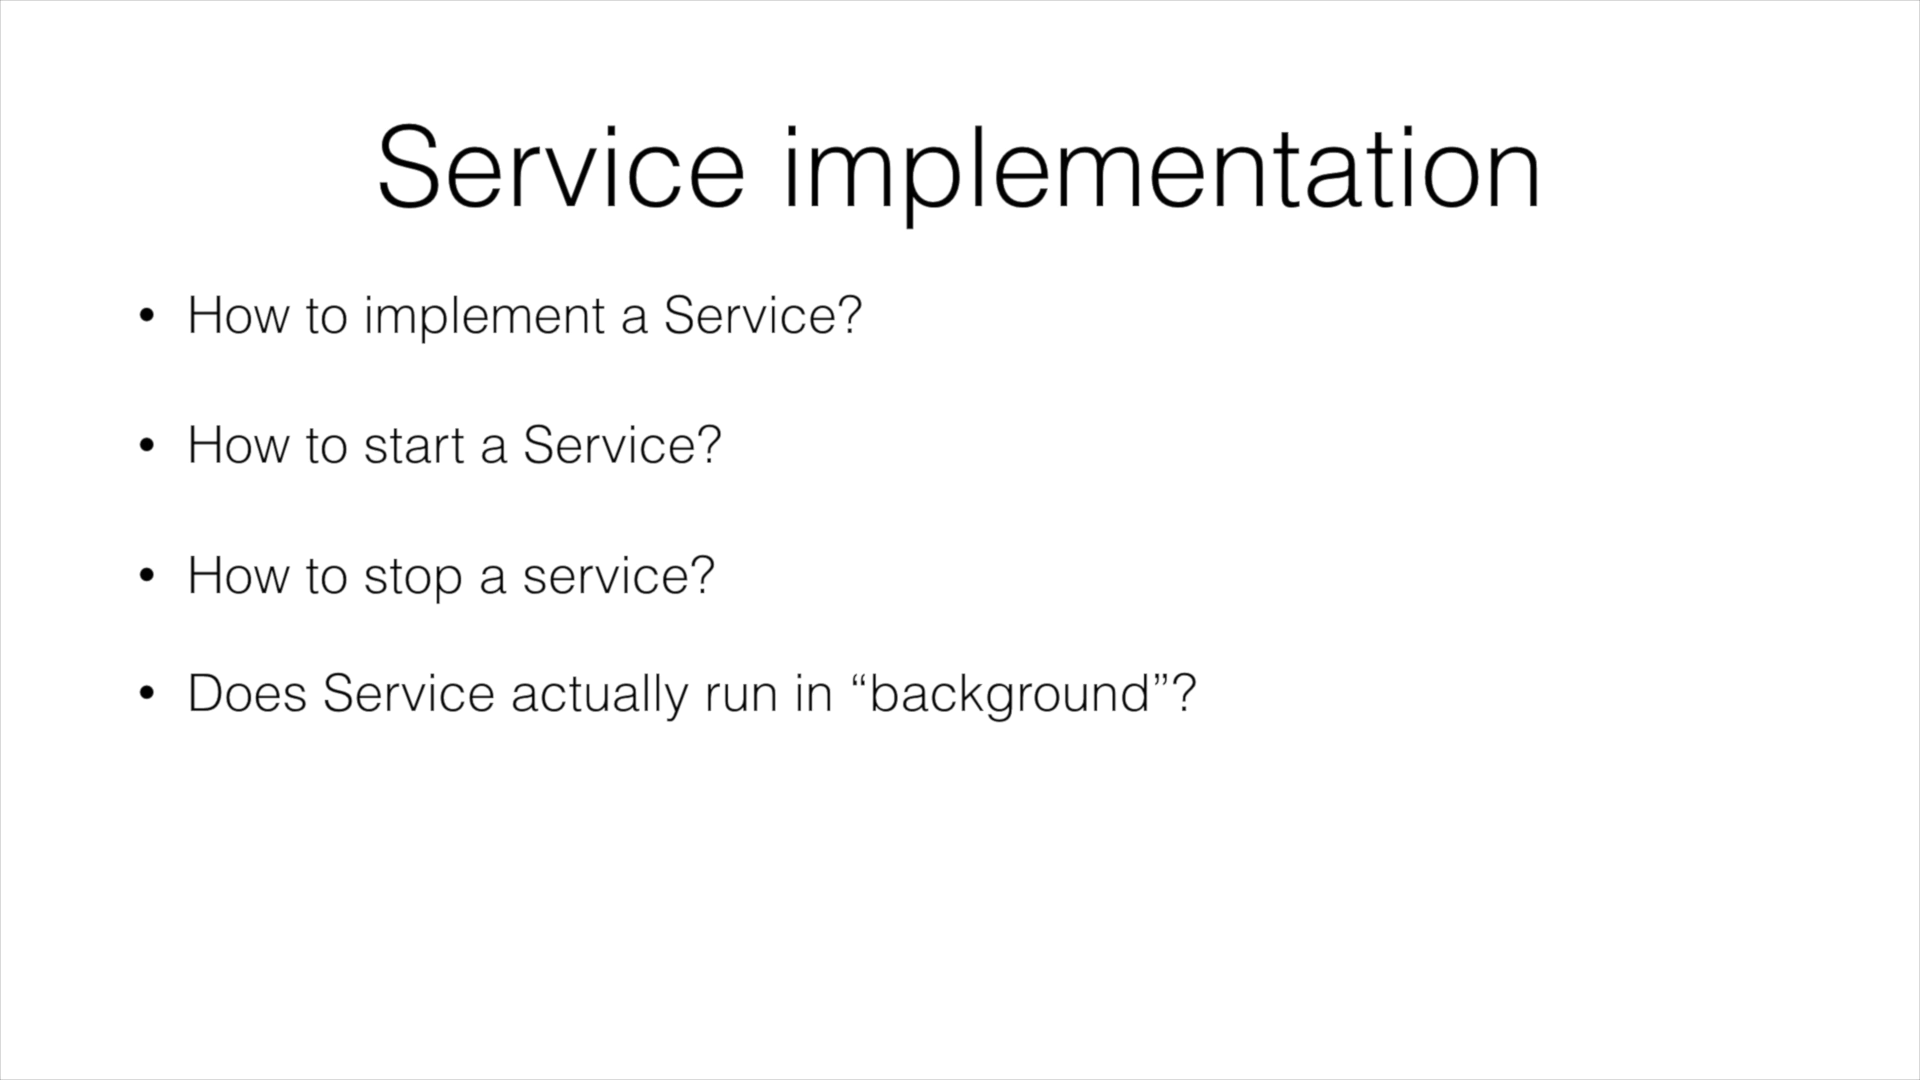 Service implementation
• How to implement a Service?
• How to start a Service?
• How to stop a service?
• Does Service actually run in “background”?